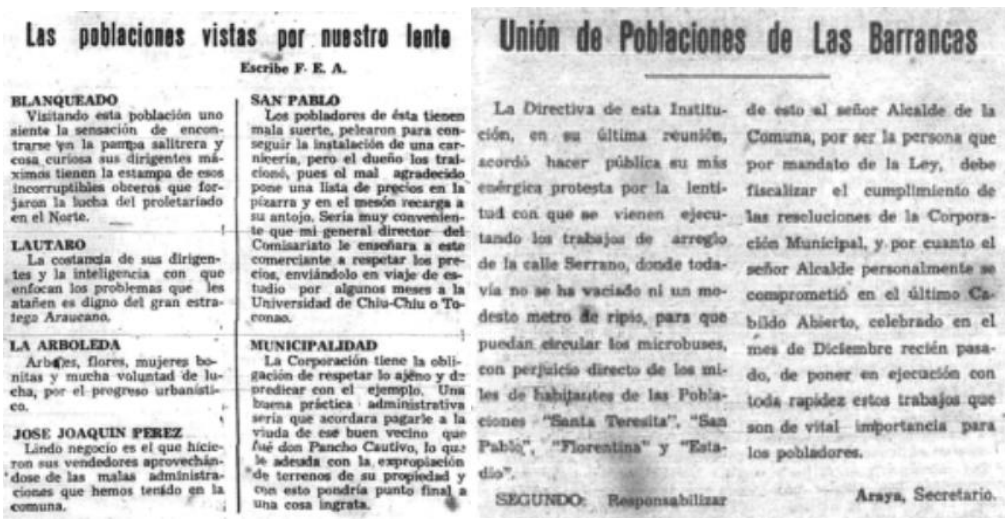 Las poblaciones vistas por nuestro lente
Escribe F. E. A.
BLANQUEADO
Visitando esta población uno
siente la sensación de encon-
trarse en la pampa salitrera y
cosa curiosa sus dirigentes má-
ximos tienen la estampa de esos
incorruptibles obreros que for-
jaron la lucha del proletariado
en el Norte.
LAUTARO
La costancia de sus dirigen-
tes y la inteligencia con que
enfocan los problemas que les
atañen es digno del gran estra-
tego Araucano.
LA ARBOLEDA
Arboles, flores, mujeres bo-
nitas y mucha voluntad de lu-
cha, por el progreso urbanísti-
co.
JOSE JOAQUIN PEREZ
Lindo negocio es el que hicie-
ron sus vendedores aprovechán-
dose de las malas administra-
ciones que hemos tenido en la
comuna.
SAN PABLO
Los pobladores de ésta tienen
mala suerte, pelearon para con-
seguir la instalación de una car-
nicería, pero el dueño los trai-
cionó, pues el mal agradecido
pone una lista de precios en la
pizarra y en el mesón recarga a
su antojo. Sería muy convenien-
te que mi general director del
Comisariato le enseñara a este
comerciante a respetar los pre-
cios, enviándolo en viaje de es-
tudio por algunos meses a la
Universidad de Chiu-Chiu o To-
conao.
MUNICIPALIDAD
La Corporación tiene la obli-
gación de respetar lo ajeno y de
predicar con el ejemplo. Una
buena práctica administrativa
sería que acordara pagarle a la
viuda de ese buen vecino que
fué don Pancho Cautivo, lo que
le adeuda con la expropiación
de terrenos de su propiedad y
con esto pondría punto final a
una cosa ingrata.
Unión de Poblaciones de Las Barrancas
La Directiva de esta Institu-
ción, en su última reunión,
acordó hacer pública su más
enérgica protesta por la lenti-
tud con que se vienen ejecu-
tando los trabajos de arreglo
de la calle Serrano, donde toda-
vía no se ha vaciado ni un mo-
desto metro de ripio, para que
puedan circular los microbuses,
con perjuicio directo de los mi-
les de habitantes de las Pobla-
ciones "Santa Teresita", "San
Pablo", "Florentina" y "Esta-
dio".
SEGUNDO: Responsabilizar
de esto al señor Alcalde de la
Comuna, por ser la persona que
por mandato de la Ley, debe
fiscalizar el cumplimiento de
las resoluciones de la Corpora-
ción Municipal, y por cuanto el
señor Alcalde personalmente se
comprometió en el último Ca-
bildo Abierto, celebrado en el
mes de Diciembre recién pasa-
do, de poner en ejecución con
toda rapidez estos trabajos que
son de vital importancia para
los pobladores.
Araya, Secretario.